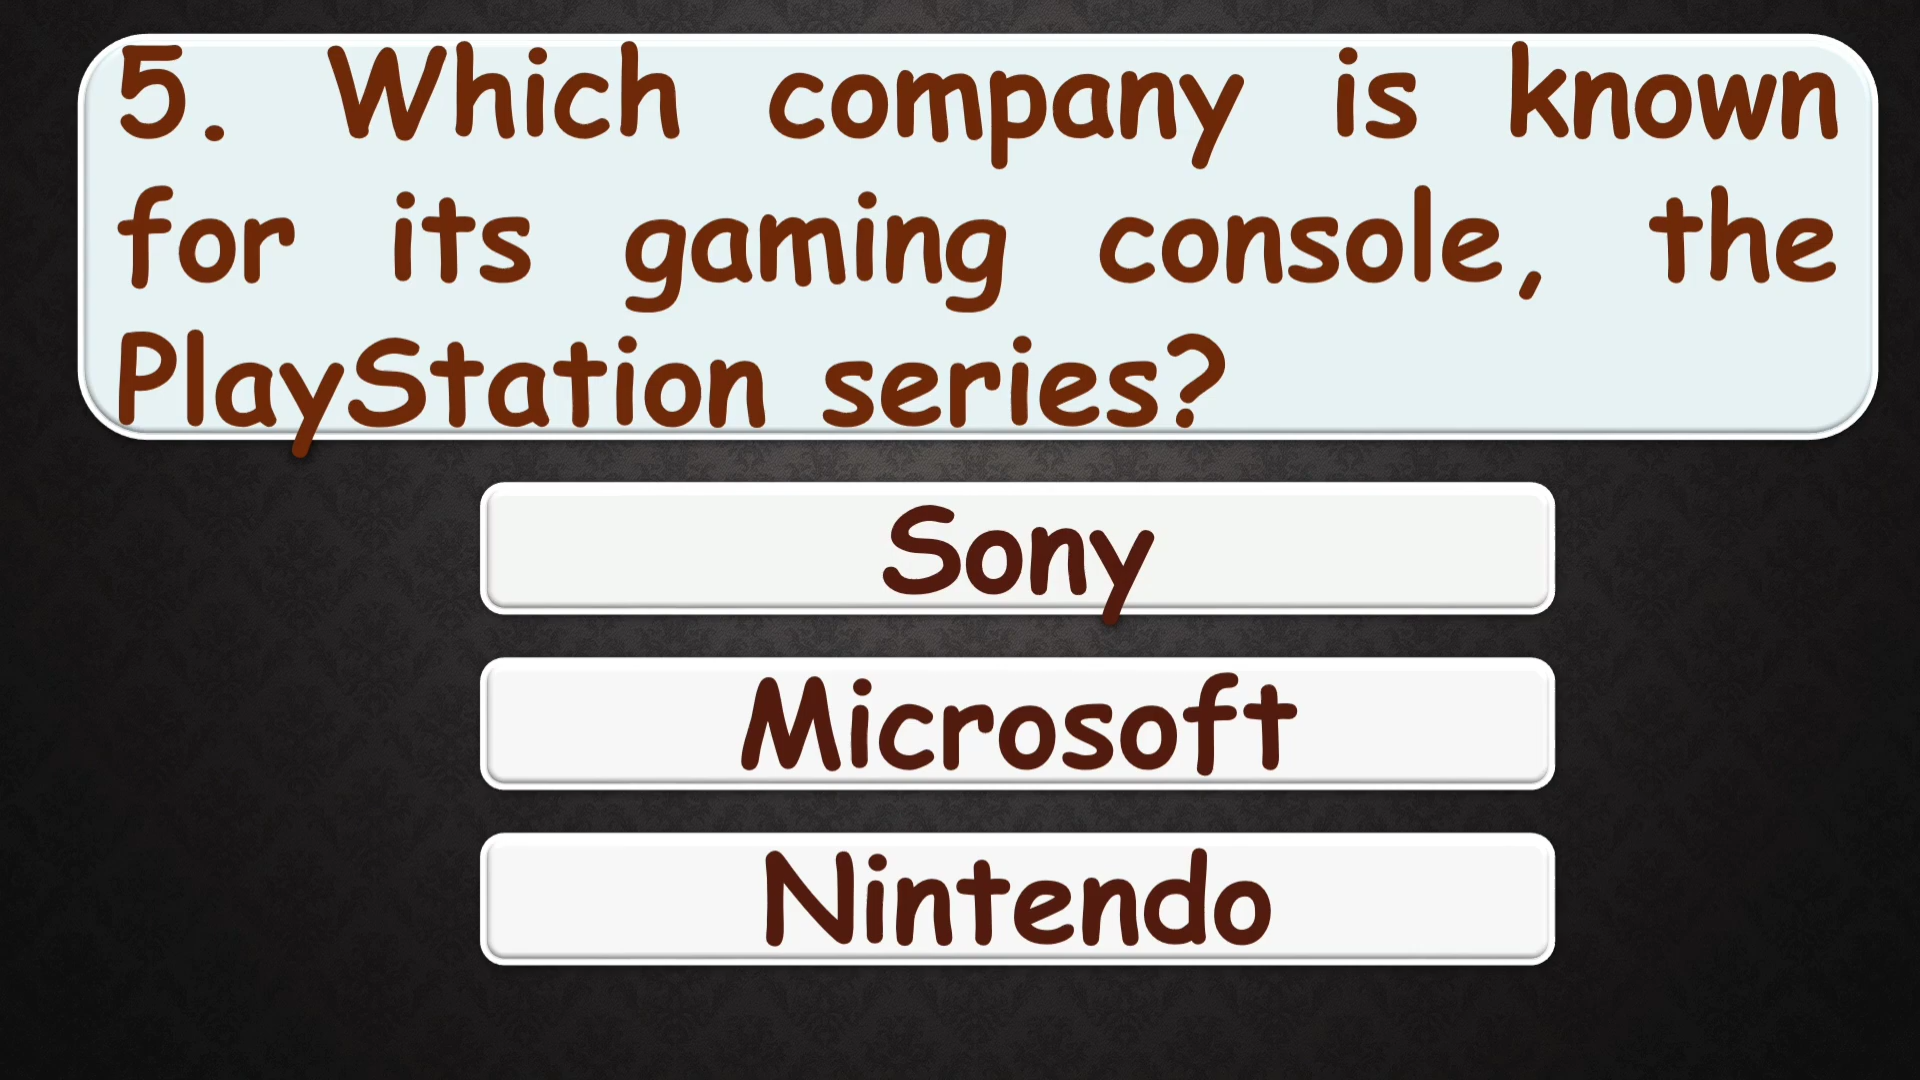 5. Which company is known
for its gaming console, the
PlayStation series?
Sony
Microsoft
Nintendo